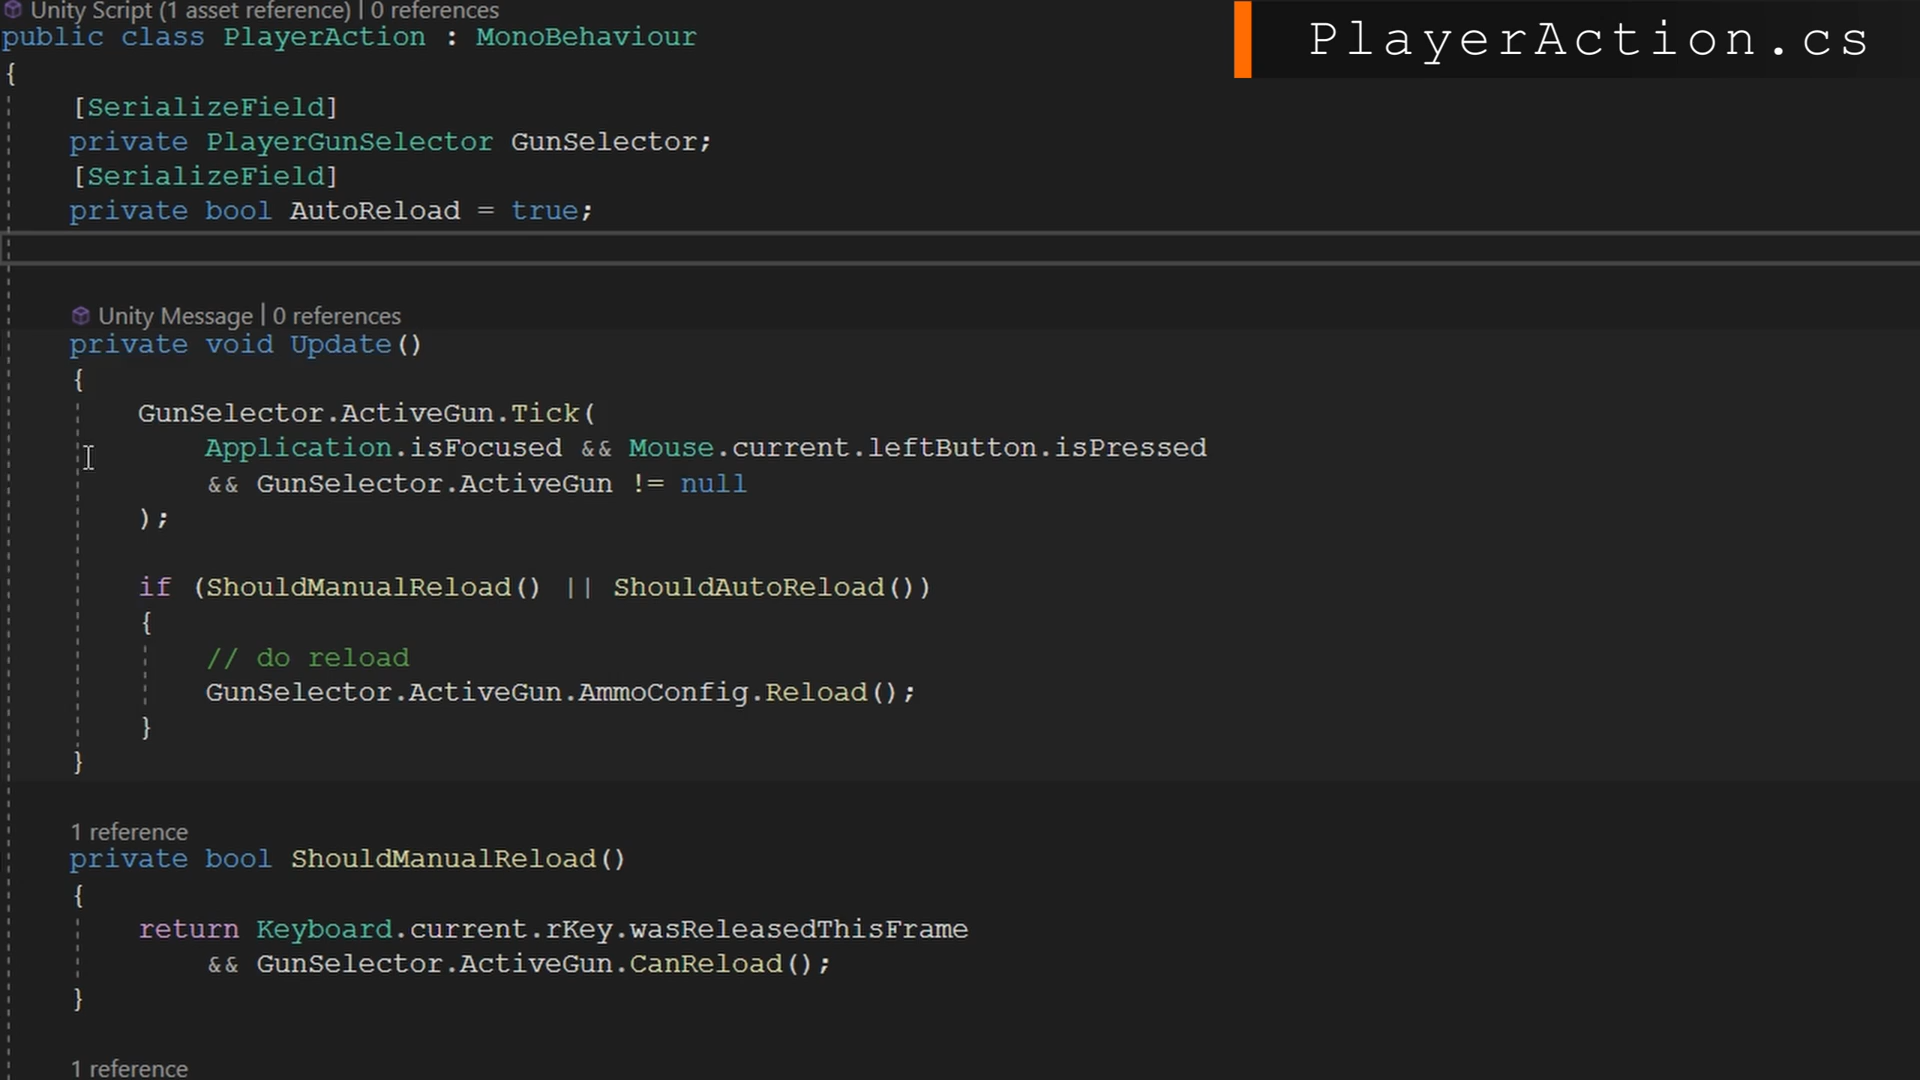 Unity Script (1 asset reference) | 0 references
public class PlayerAction : MonoBehaviour
PlayerAction.cs
{
[SerializeField]
private PlayerGunSelector GunSelector;
[SerializeField]
private bool AutoReload = true;
Unity Message | 0 references
private void Update()
{
GunSelector.ActiveGun.Tick(
Application.isFocused && Mouse.current.leftButton.isPressed
&& GunSelector.ActiveGun != null
);
if (ShouldManualReload() || ShouldAutoReload())
{
// do reload
GunSelector.ActiveGun.AmmoConfig.Reload();
}
}
1 reference
private bool ShouldManualReload()
{
return Keyboard.current.rKey.wasReleasedThisFrame
&& GunSelector.ActiveGun.CanReload();
}
1 reference